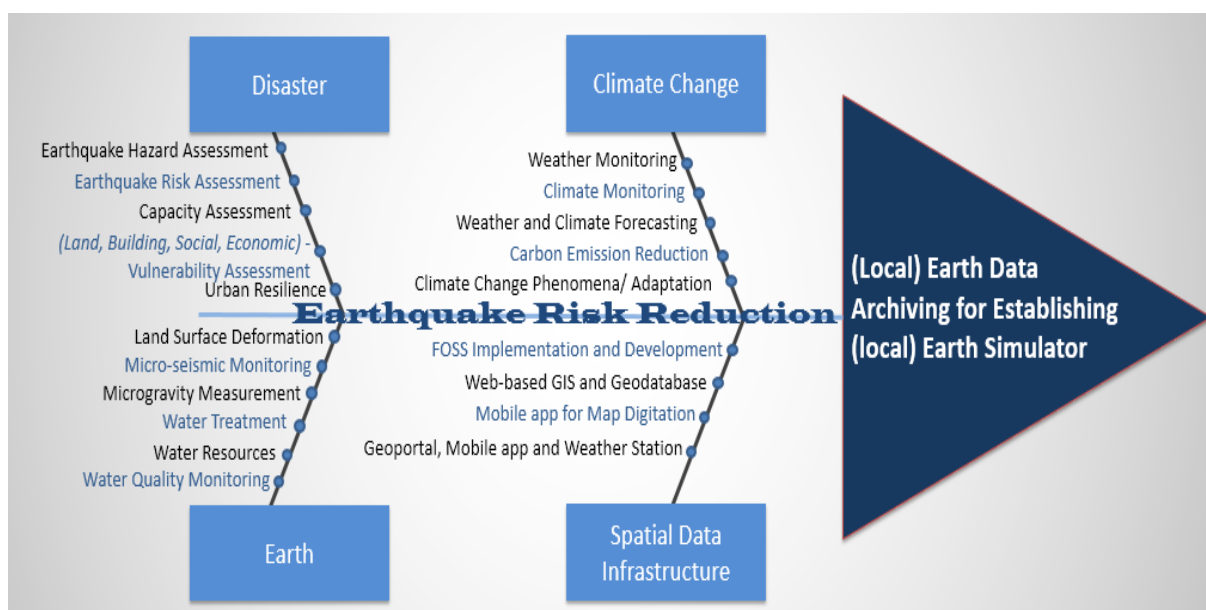 Disaster
Climate Change
Earthquake Hazard Assessment
Earthquake Risk Assessment
Capacity Assessment
(Land, Building, Social, Economic) -
Vulnerability Assessment
Urban Resilience
Weather Monitoring
Climate Monitoring
Weather and Climate Forecasting
Carbon Emission Reduction
Climate Change Phenomena/ Adaptation
Earthquake Risk Reduction
(Local) Earth Data
Archiving for Establishing
(local) Earth Simulator
Land Surface Deformation
Micro-seismic Monitoring
Microgravity Measurement
Water Treatment
Water Resources
Water Quality Monitoring
FOSS Implementation and Development
Web-based GIS and Geodatabase
Mobile app for Map Digitation
Geoportal, Mobile app and Weather Station
Earth
Spatial Data
Infrastructure